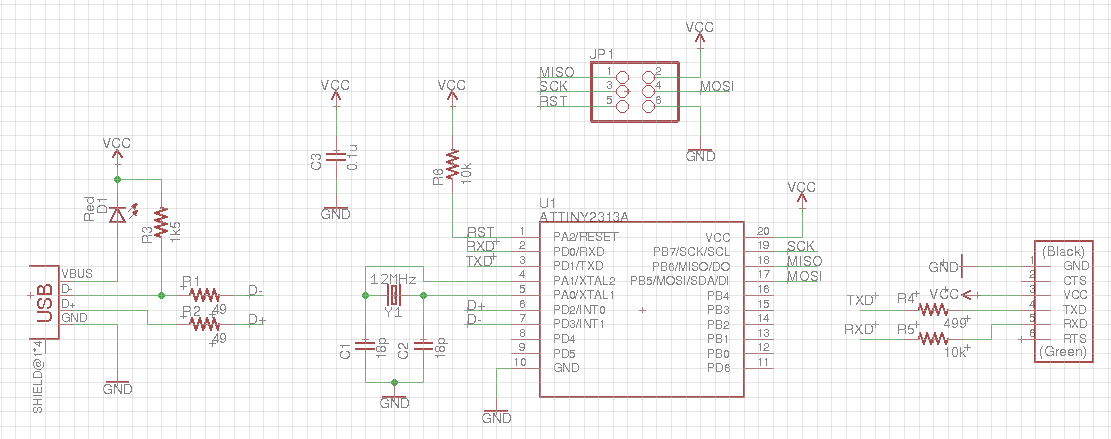 VCC
JP1
MISO 1 2
SCK 3 4 MOSI
RST 5 6
GND
VCC
C3
0.1u
GND
VCC
R6
10k
VCC
Red
D1
R3
1k5
USB
VBUS
D-
D+
GND
SHIELD@1*4
R1
49
D-
R2
49
D+
GND
12MHz
Y1
C1
18p
C2
18p
GND
U1
ATTINY2313A
RST 1 PA2/RESET
RXD 2 PD0/RXD
TXD 3 PD1/TXD
4 PA1/XTAL2
5 PA0/XTAL1
D+ 6 PD2/INT0
D- 7 PD3/INT1
8 PD4
9 PD5
10 GND
GND
VCC
VCC 20
PB7/SCK/SCL 19 SCK
PB6/MISO/DO 18 MISO
PB5/MOSI/SDA/DI 17 MOSI
PB4 16
PB3 15
PB2 14
PB1 13
PB0 12
PD6 11
(Black)
GND 1 GND
2 CTS
VCC 3 VCC
TXD R4 499 4 TXD
RXD R5 10k 5 RXD
6 RTS
(Green)